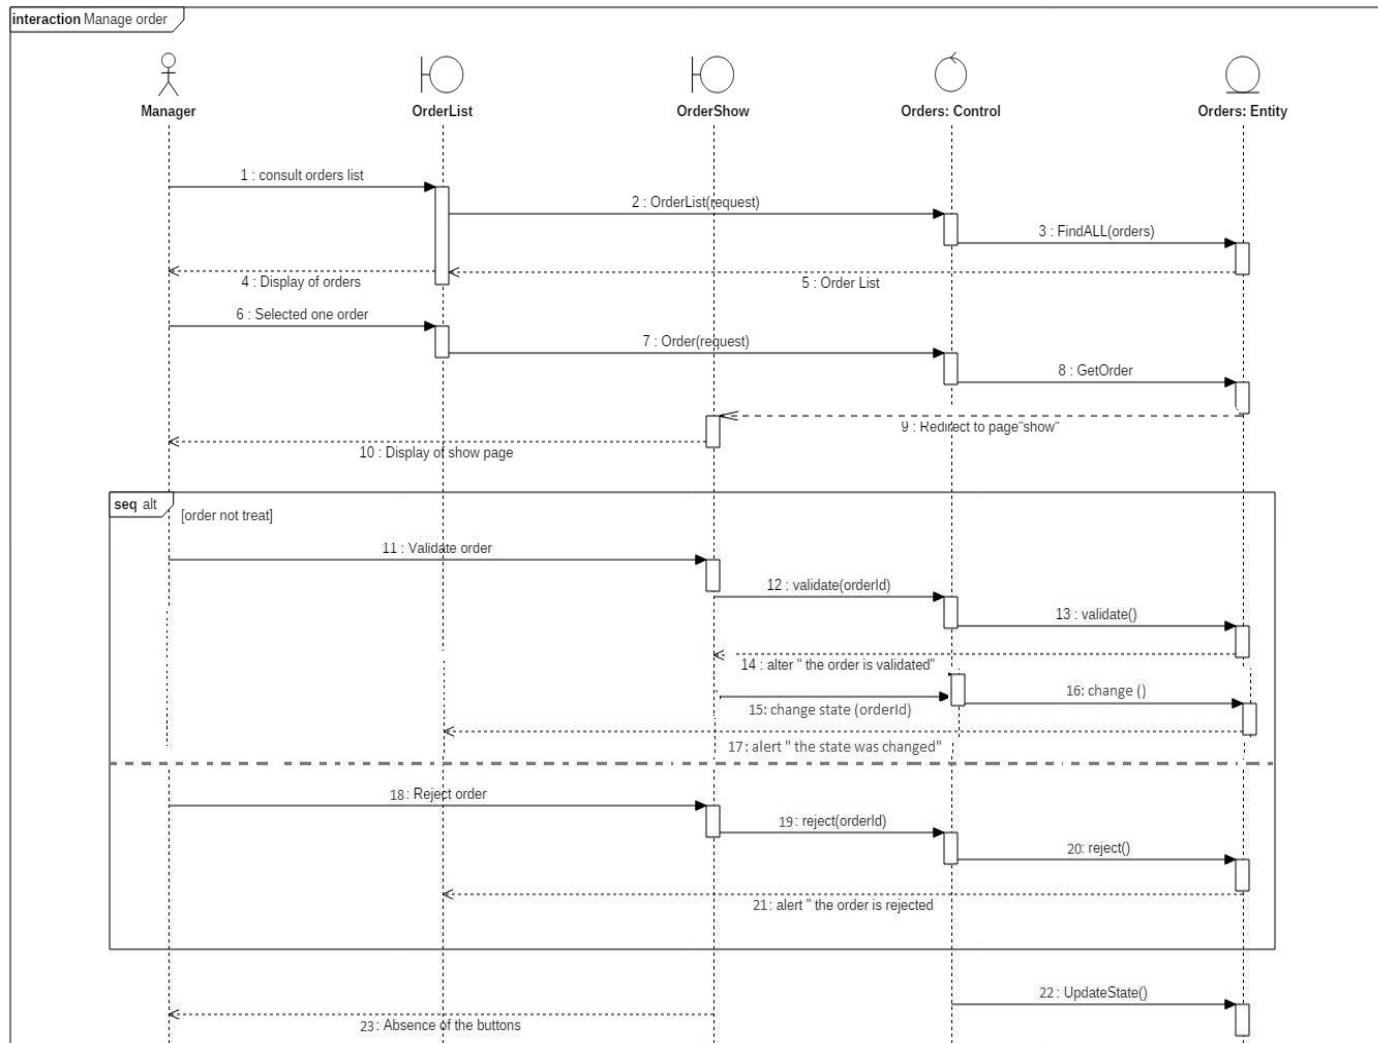 interaction Manage order
Manager
OrderList
OrderShow
Orders: Control
Orders: Entity
1 : consult orders list
2 : OrderList(request)
3 : FindALL(orders)
4 : Display of orders
5 : Order List
6 : Selected one order
7 : Order(request)
8 : GetOrder
9 : Redirect to page"show"
10 : Display of show page
seq alt
[order not treat]
11 : Validate order
12 : validate(orderId)
13 : validate()
14 : alter " the order is validated"
15: change state (orderId)
16: change ()
17: alert " the state was changed"
18: Reject order
19: reject(orderId)
20: reject()
21: alert " the order is rejected
22: UpdateState()
23: Absence of the buttons